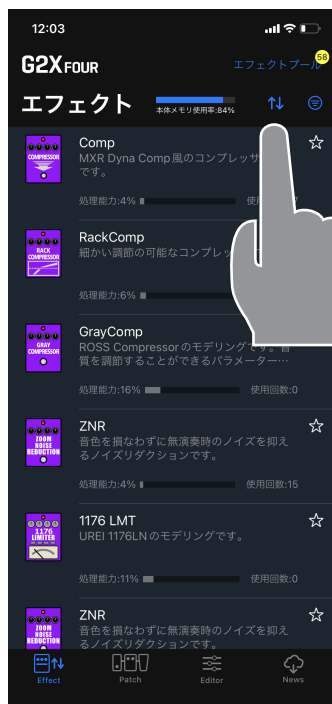 12:03
G2X FOUR
エフェクトプール
58
エフェクト
本体メモリ使用率:84%
COMPRESSOR
Comp
MXR Dyna Comp風のコンプレッサ
です。
処理能力:4%
RACK
COMPRESSOR
RackComp
細かい調節の可能なコンプレッ
処理能力:6%
GRAY
COMPRESSOR
GrayComp
ROSS Compressorのモデリングです。音
質を調節することができるパラメーター…
処理能力:16%
使用回数:0
ZOOM
NOISE
REDUCTION
ZNR
音色を損なわずに無演奏時のノイズを抑え
るノイズリダクションです。
処理能力:4%
使用回数:15
1176
LIMITER
1176 LMT
UREI 1176LNのモデリングです。
処理能力:11%
使用回数:0
ZOOM
NOISE
REDUCTION
ZNR
音色を損なわずに無演奏時のノイズを抑え
るノイズリダクションです。
Effect
Patch
Editor
News